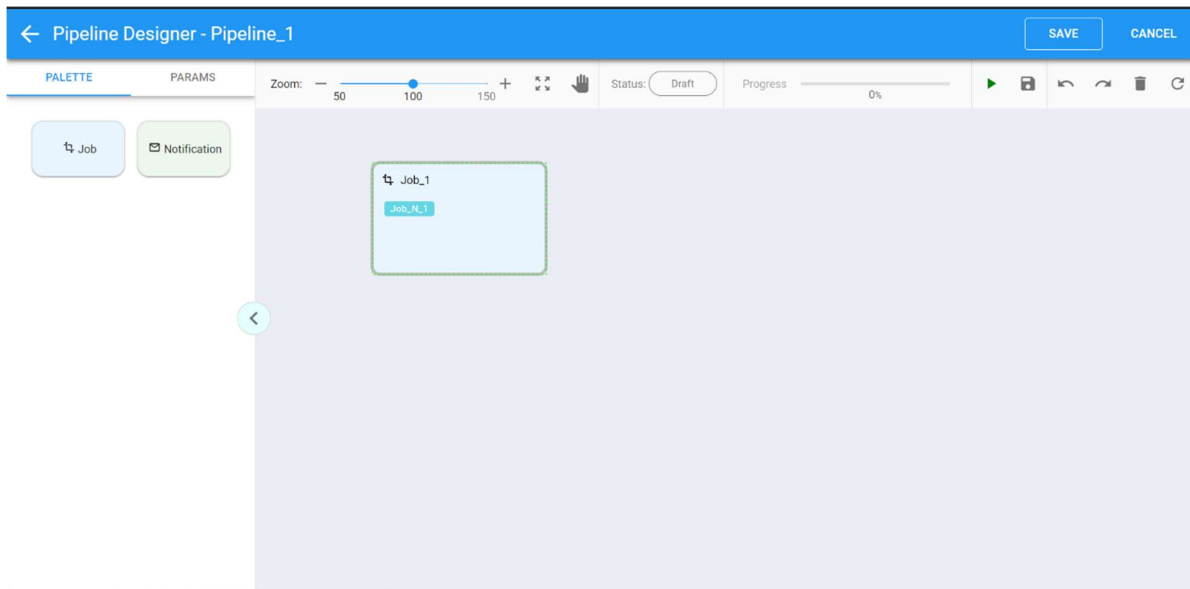 Pipeline Designer - Pipeline_1
SAVE
CANCEL
PALETTE
PARAMS
Zoom:
50
100
150
Status:
Draft
Progress
0%
Job
Notification
Job_1
Job_N_1